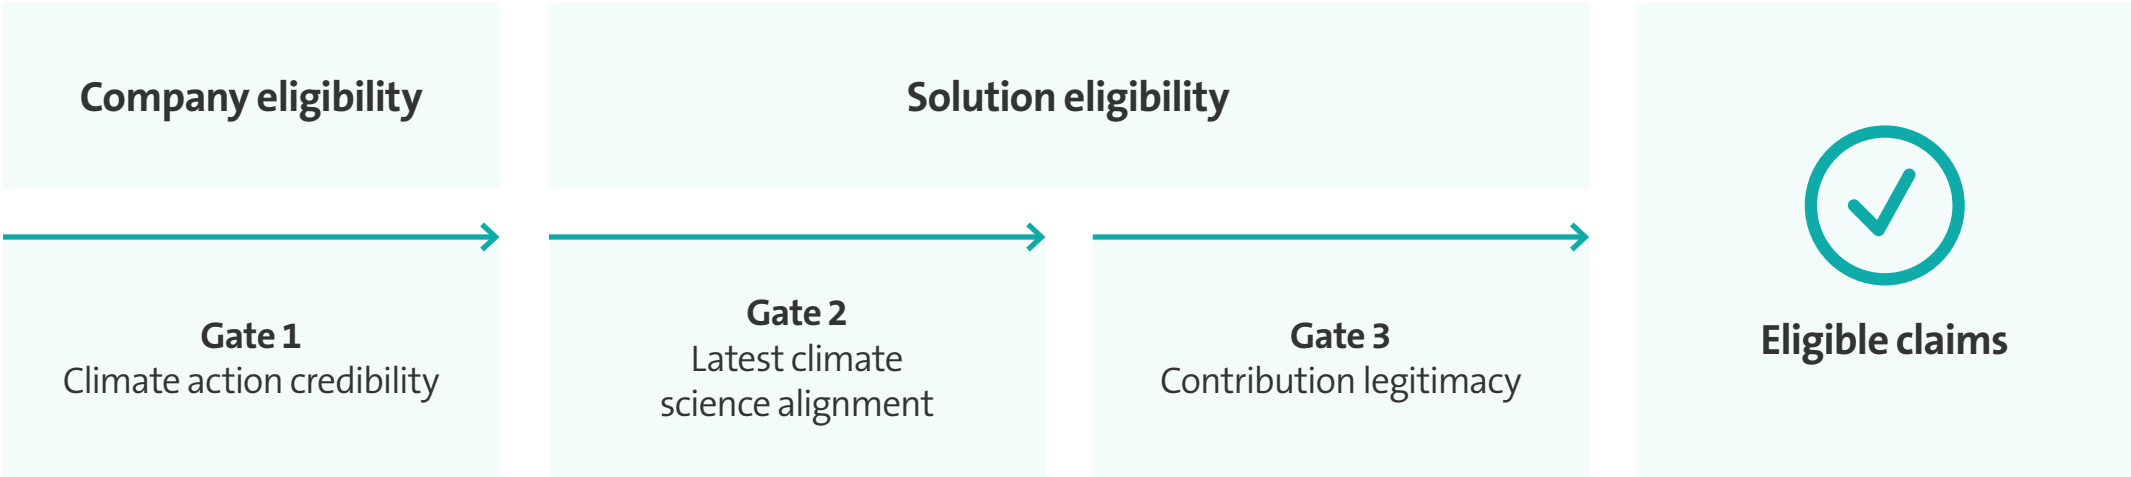 Company eligibility
Solution eligibility
Gate 1
Climate action credibility
Gate 2
Latest climate
science alignment
Gate 3
Contribution legitimacy
Eligible claims